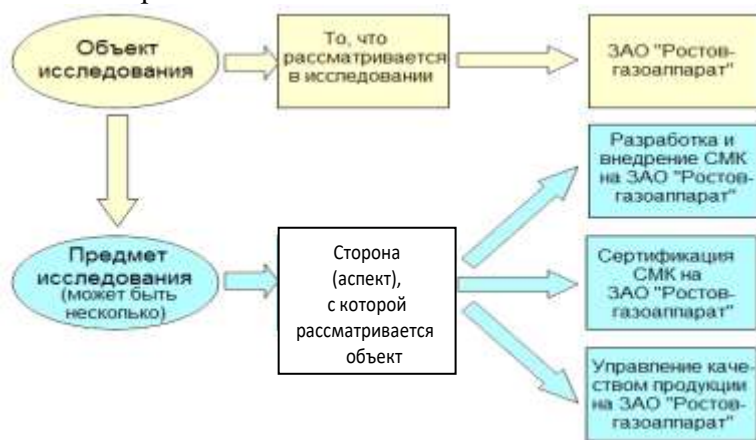 Объект
исследования
То, что
рассматривается
в исследовании
ЗАО "Ростов-
газоаппарат"
Разработка и
внедрение СМК
на ЗАО "Ростов-
газоаппарат"
Предмет
исследования
(может быть
несколько)
Сторона
(аспект),
с которой
рассматривается
объект
Сертификация
СМК на
ЗАО "Ростов-
газоаппарат"
Управление каче-
ством продукции
на ЗАО "Ростов-
газоаппарат"